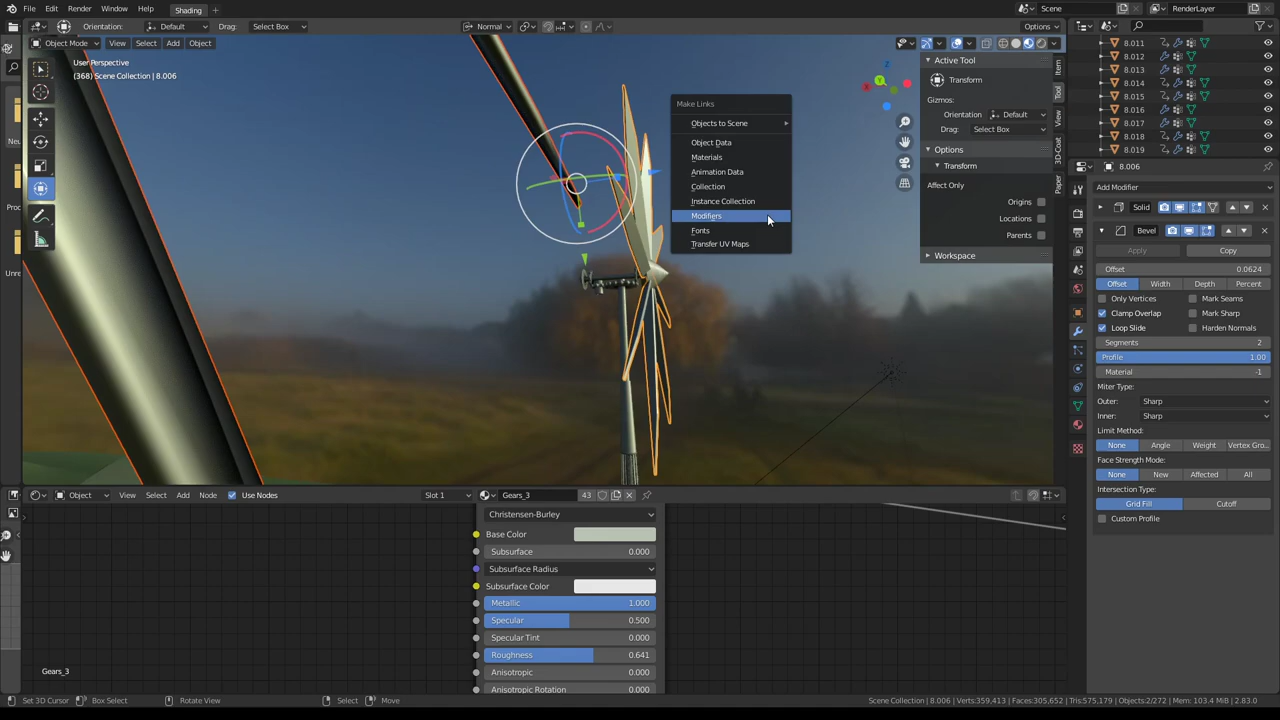 File Edit Render Window Help Shading Scene RenderLayer
Orientation: Default Drag: Select Box Normal Options
Object Mode View Select Add Object
User Perspective
(368) Scene Collection | 8.006
Make Links
Objects to Scene
Object Data
Materials
Animation Data
Collection
Instance Collection
Modifiers
Fonts
Transfer UV Maps
Active Tool
Transform
Gizmos:
Orientation Default
Drag: Select Box
Options
Transform
Affect Only
Origins
Locations
Parents
Workspace
Item
Tool
View
3D-Coat
Paper
8.011
8.012
8.013
8.014
8.015
8.016
8.017
8.018
8.019
8.006
Add Modifier
Solid
Bevel
Apply Copy
Offset 0.0624
Offset Width Depth Percent
Only Vertices Mark Seams
Clamp Overlap Mark Sharp
Loop Slide Harden Normals
Segments 2
Profile 1.00
Material -1
Miter Type:
Outer: Sharp
Inner: Sharp
Limit Method:
None Angle Weight Vertex Gro...
Face Strength Mode:
None New Affected All
Intersection Type:
Grid Fill Cutoff
Custom Profile
Proc
Unre
Object View Select Add Node Use Nodes Slot 1 Gears_3 43
Christensen-Burley
Base Color
Subsurface 0.000
Subsurface Radius
Subsurface Color
Metallic 1.000
Specular 0.500
Specular Tint 0.000
Roughness 0.641
Anisotropic 0.000
Anisotropic Rotation 0.000
Gears_3
Set 3D Cursor Box Select Rotate View Select Move Scene Collection | 8.006 | Verts:359,413 | Faces:305,652 | Tris:575,179 | Objects:2/272 | Mem: 103.4 MiB | 2.83.0